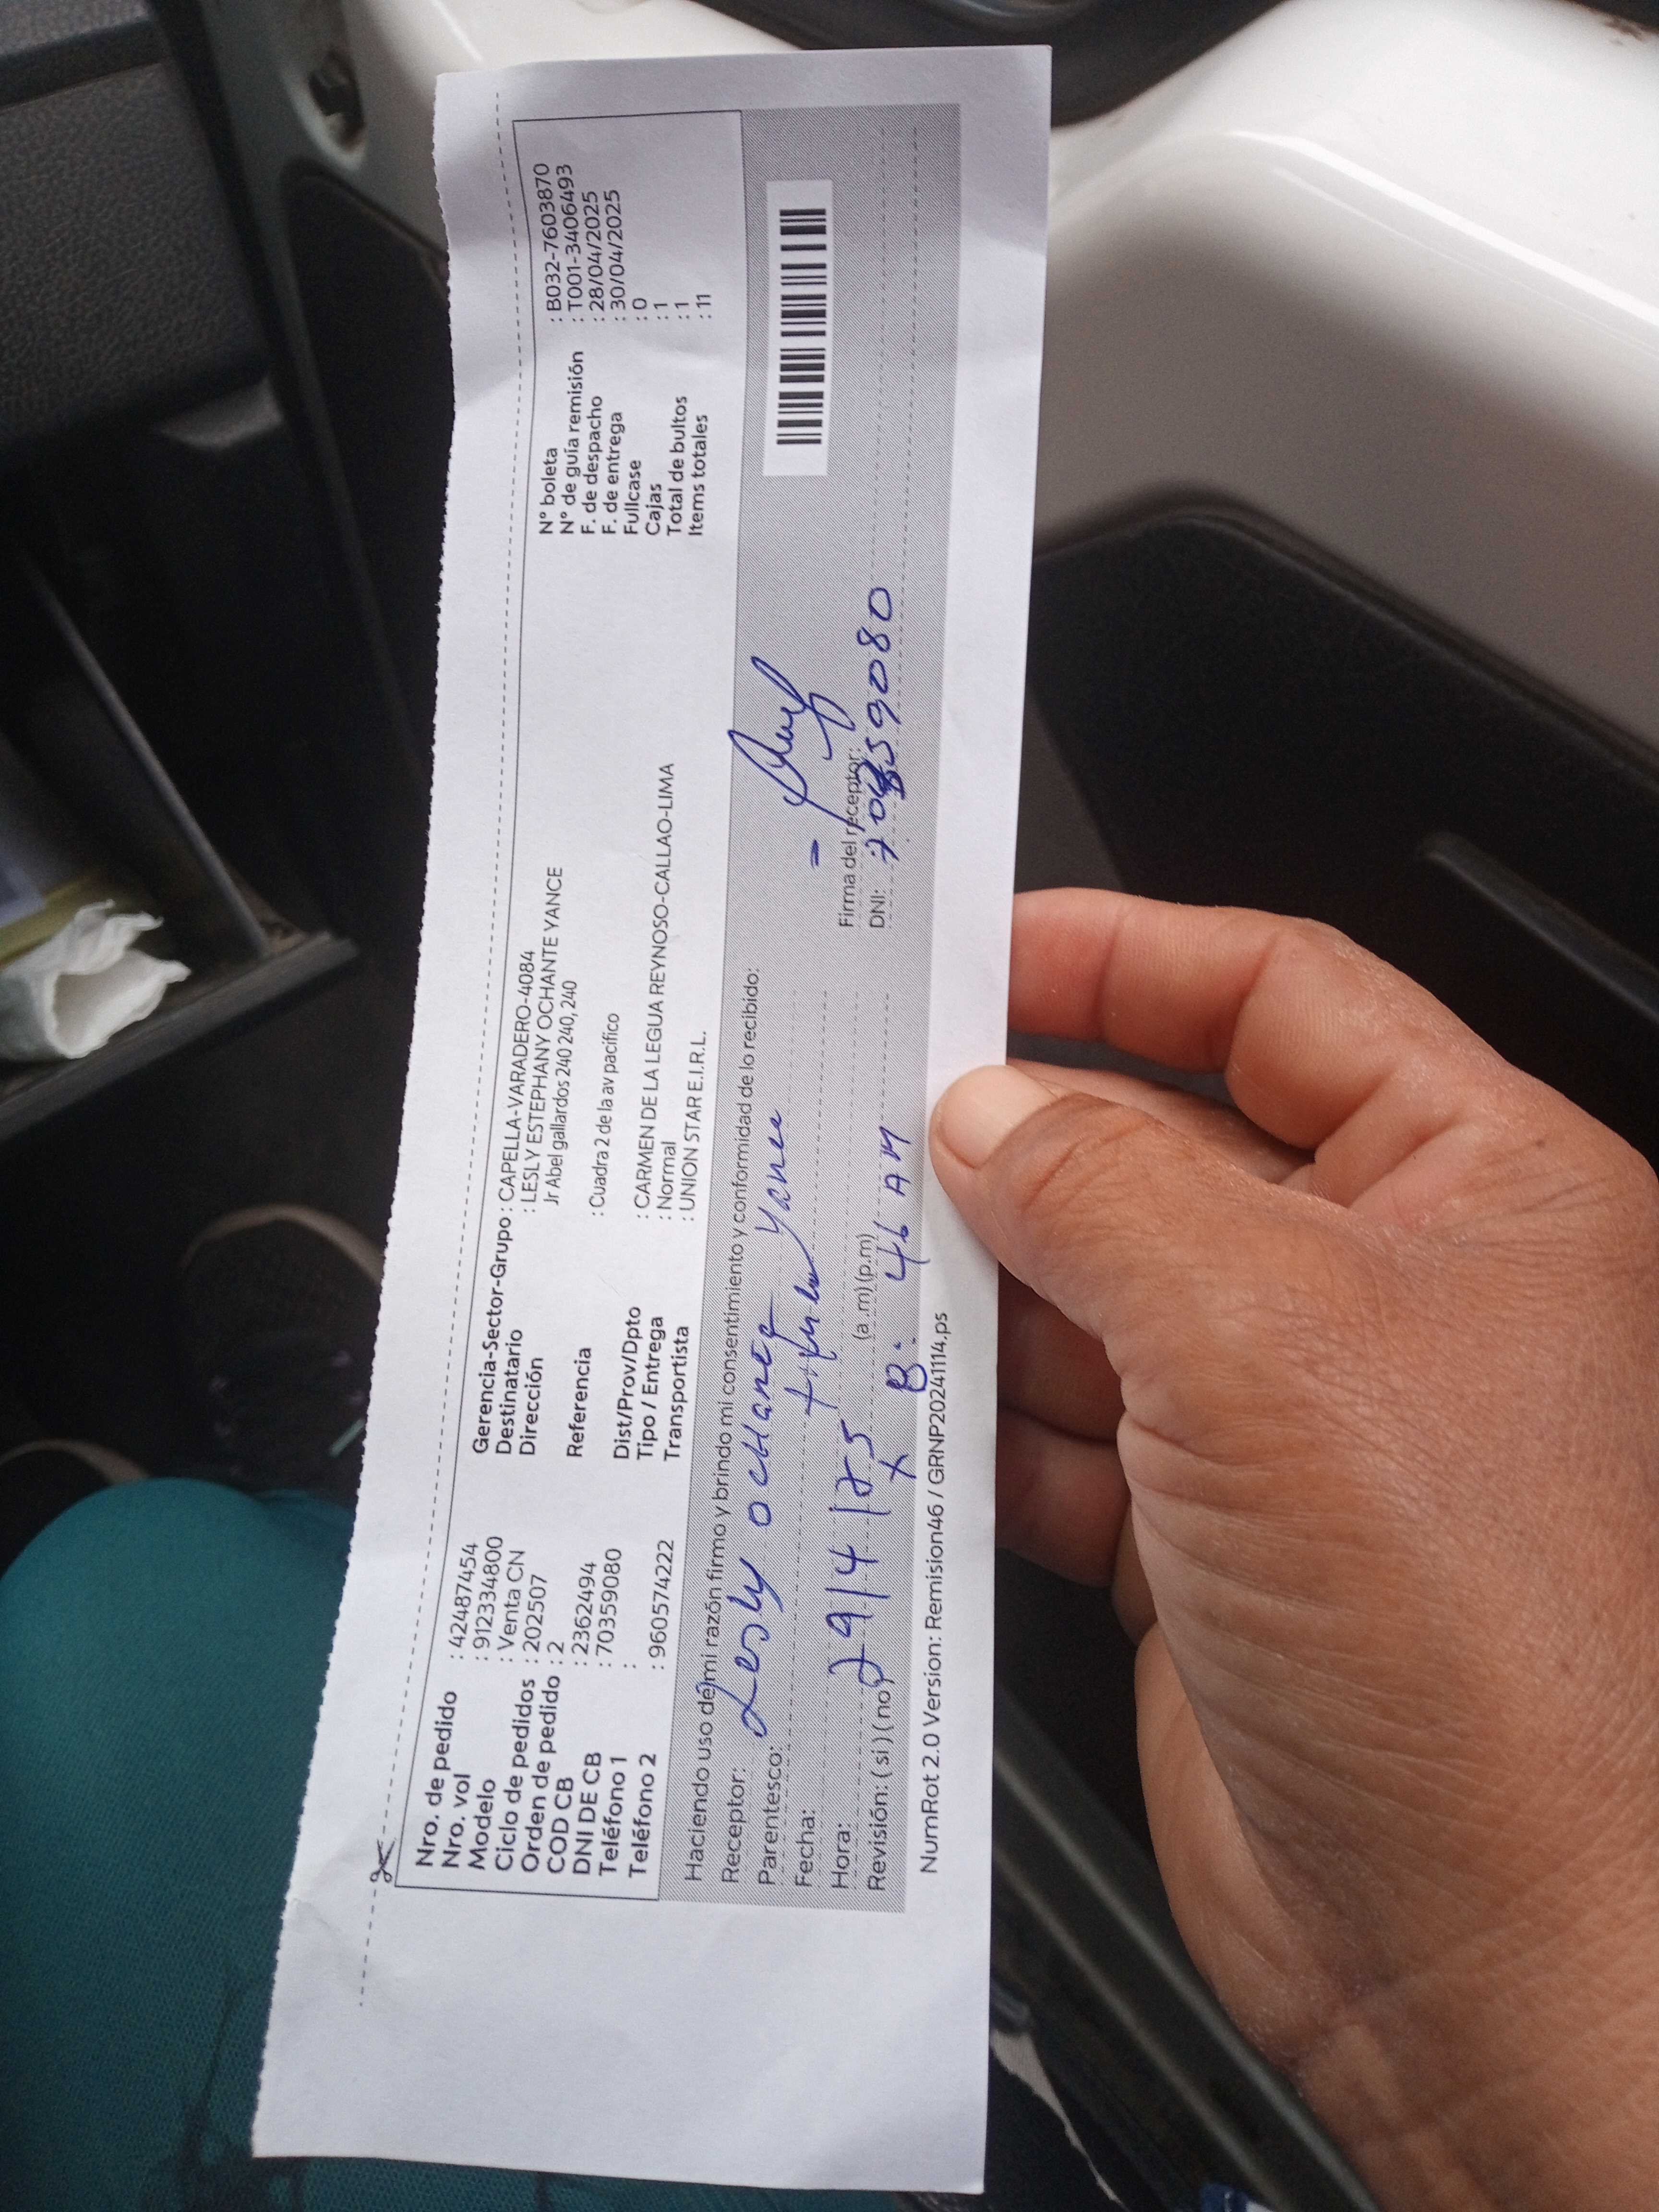 Nro. de pedido : 42487454
Nro. vol : 912334800
Modelo : Venta CN
Ciclo de pedidos : 202507
Orden de pedido : 2
COD CB : 2362494
DNI DE CB : 70359080
Teléfono 1 :
Teléfono 2 : 960574222
Gerencia-Sector-Grupo : CAPELLA-VARADERO-4084
Destinatario : LESLY ESTEPHANY OCHANTE YANCE
Dirección Jr Abel gallardos 240 240, 240
Referencia : Cuadra 2 de la av pacífico
Dist/Prov/Dpto : CARMEN DE LA LEGUA REYNOSO-CALLAO-LIMA
Tipo / Entrega : Normal
Transportista : UNION STAR E.I.R.L.
N° boleta : B032-7603870
N° de guía remisión : T001-3406493
F. de despacho : 28/04/2025
F. de entrega : 30/04/2025
Fullcase : 0
Cajas : 1
Total de bultos : 1
Items totales : 11
Haciendo uso de mi razón firmo y brindo mi consentimiento y conformidad de lo recibido:
Receptor: Lesly OCHANTE Yance
Parentesco: titular
Fecha: 29/4/25
Hora: (a .m) (p.m) 8:46 AM
Revisión: ( si ) ( no ) X
Firma del receptor:
DNI: 70359080
NumRot 2.0 Version: Remision46 / GRNP20241114.ps